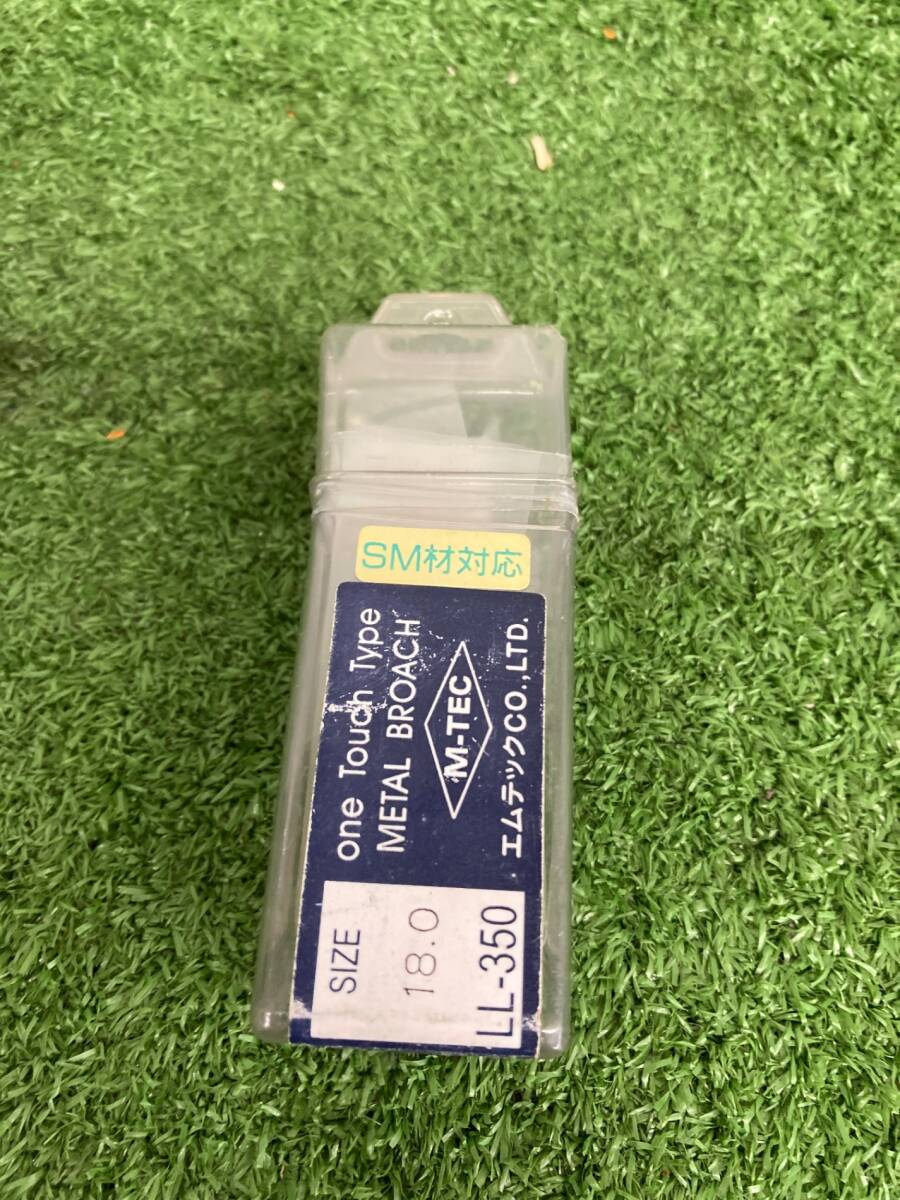 SM材対応
one Touch Type
METAL BROACH
M-TEC
エムテックCO.,LTD.
SIZE
18.0
LL-350